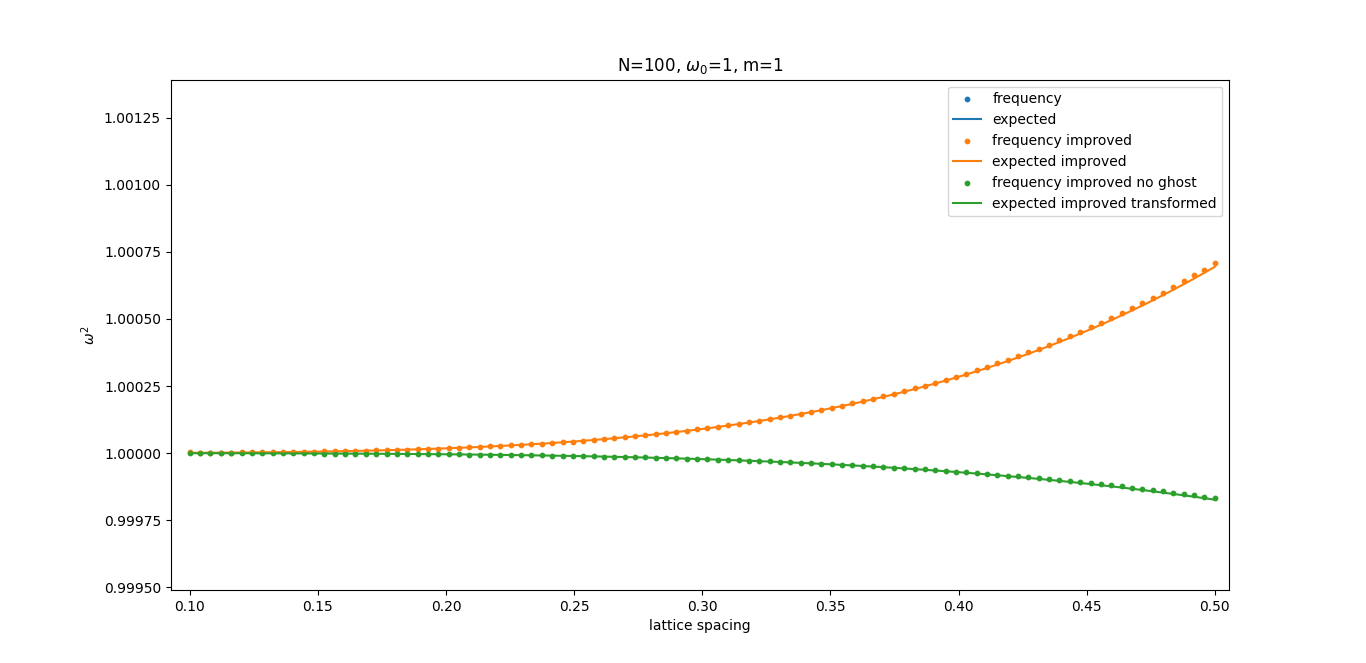 N=100, ω₀=1, m=1
frequency
expected
frequency improved
expected improved
frequency improved no ghost
expected improved transformed
1.00125
1.00100
1.00075
1.00050
1.00025
1.00000
0.99975
0.99950
ω²
0.10 0.15 0.20 0.25 0.30 0.35 0.40 0.45 0.50
lattice spacing